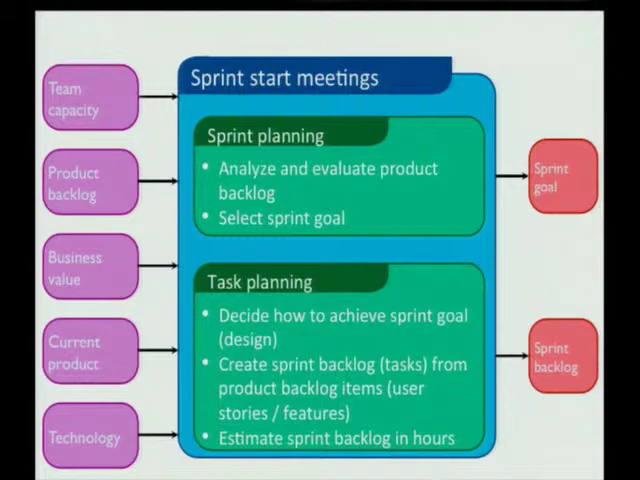 Team
capacity
Product
backlog
Business
value
Current
product
Technology
Sprint start meetings
Sprint planning
• Analyze and evaluate product
backlog
• Select sprint goal
Task planning
• Decide how to achieve sprint goal
(design)
• Create sprint backlog (tasks) from
product backlog items (user
stories / features)
• Estimate sprint backlog in hours
Sprint
goal
Sprint
backlog